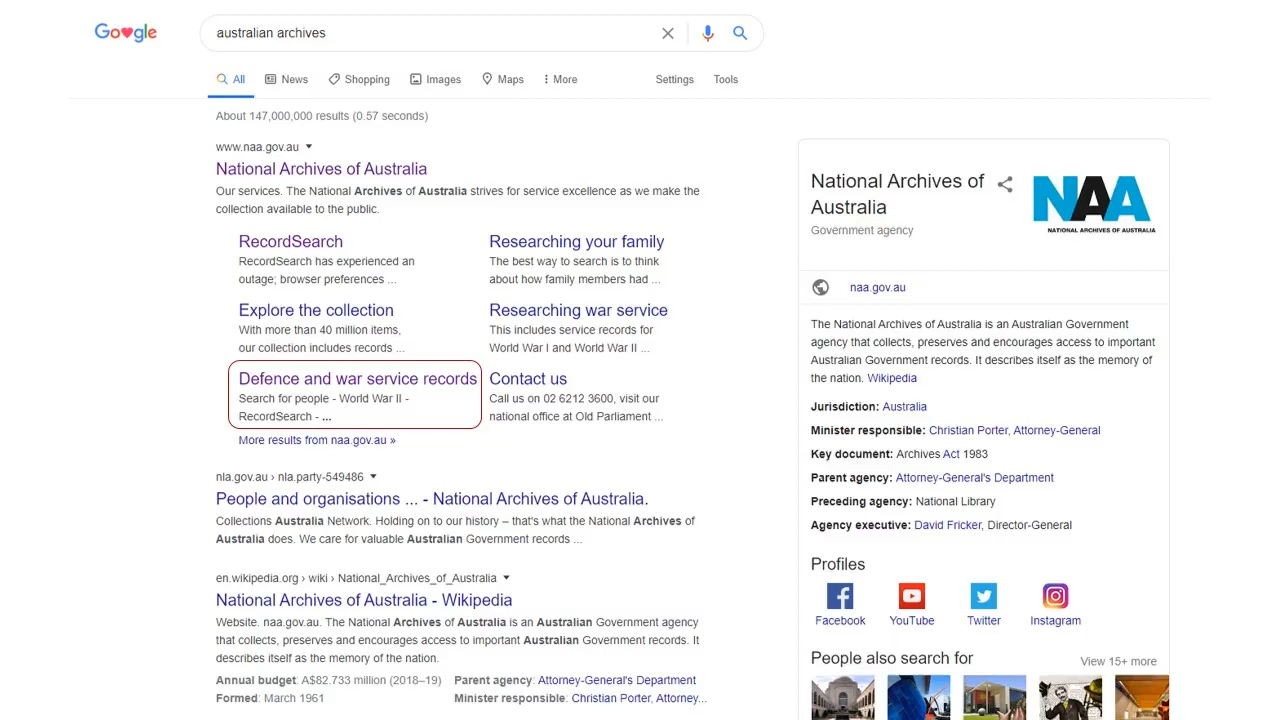 Google
australian archives
All
News
Shopping
Images
Maps
More
Settings
Tools
About 147,000,000 results (0.57 seconds)
www.naa.gov.au
National Archives of Australia
Our services. The National Archives of Australia strives for service excellence as we make the
collection available to the public.
RecordSearch
RecordSearch has experienced an
outage; browser preferences ...
Researching your family
The best way to search is to think
about how family members had ...
Explore the collection
With more than 40 million items,
our collection includes records ...
Researching war service
This includes service records for
World War I and World War II ...
Defence and war service records
Search for people - World War II -
RecordSearch - ...
Contact us
Call us on 02 6212 3600, visit our
national office at Old Parliament ...
More results from naa.gov.au »
nla.gov.au › nla.party-549486
People and organisations ... - National Archives of Australia.
Collections Australia Network. Holding on to our history – that's what the National Archives of
Australia does. We care for valuable Australian Government records ...
en.wikipedia.org › wiki › National_Archives_of_Australia
National Archives of Australia - Wikipedia
Website. naa.gov.au. The National Archives of Australia is an Australian Government agency
that collects, preserves and encourages access to important Australian Government records. It
describes itself as the memory of the nation.
Annual budget: A$82.733 million (2018–19)
Parent agency: Attorney-General's Department
Formed: March 1961
Minister responsible: Christian Porter, Attorney...
National Archives of
Australia
Government agency
NAA
NATIONAL ARCHIVES OF AUSTRALIA
naa.gov.au
The National Archives of Australia is an Australian Government
agency that collects, preserves and encourages access to important
Australian Government records. It describes itself as the memory of
the nation. Wikipedia
Jurisdiction: Australia
Minister responsible: Christian Porter, Attorney-General
Key document: Archives Act 1983
Parent agency: Attorney-General's Department
Preceding agency: National Library
Agency executive: David Fricker, Director-General
Profiles
Facebook
YouTube
Twitter
Instagram
People also search for
View 15+ more